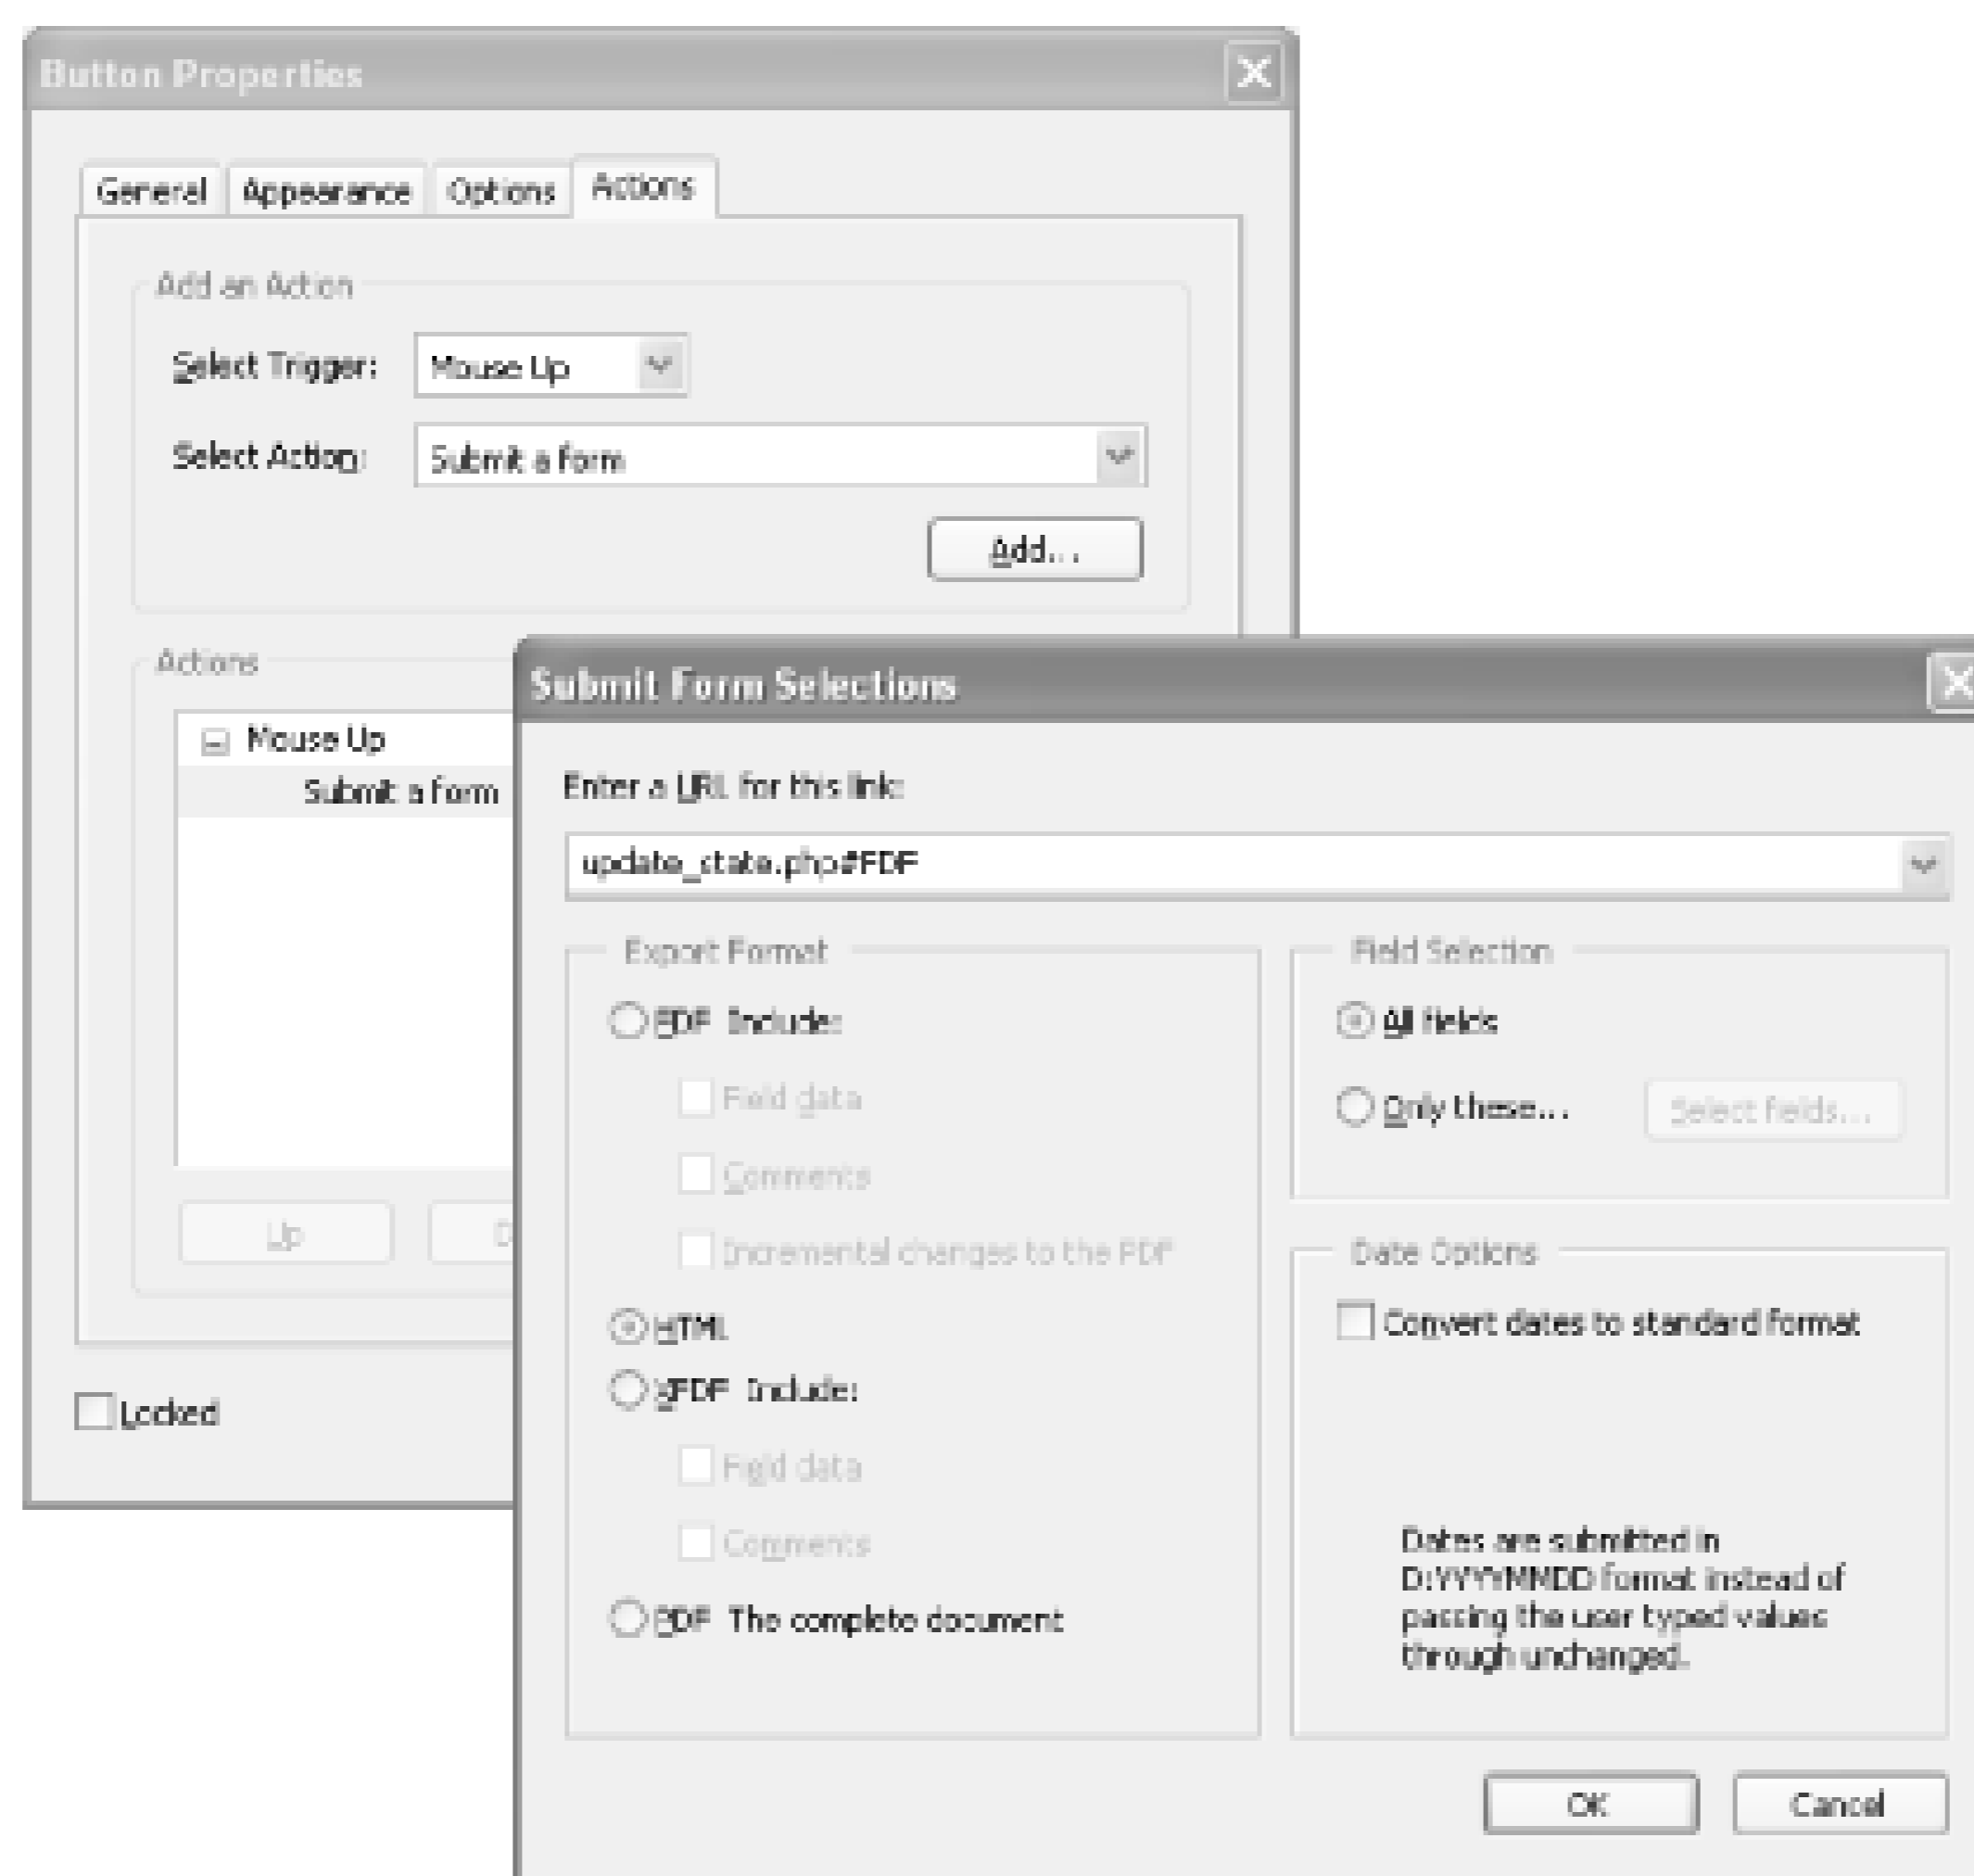 Button Properties
General Appearance Options Actions
Add an Action
Select Trigger: Mouse Up
Select Action: Submit a form
Add...
Actions
Mouse Up
Submit a form
Up
Locked
Submit Form Selections
Enter a URL for this link:
update_state.php#FDF
Export Format
FDF Include:
Field data
Comments
Incremental changes to the PDF
HTML
XFDF Include:
Field data
Comments
PDF The complete document
Field Selection
All fields
Only these... Select fields...
Date Options
Convert dates to standard format
Dates are submitted in
D:YYYYMMDD format instead of
passing the user typed values
through unchanged.
OK Cancel